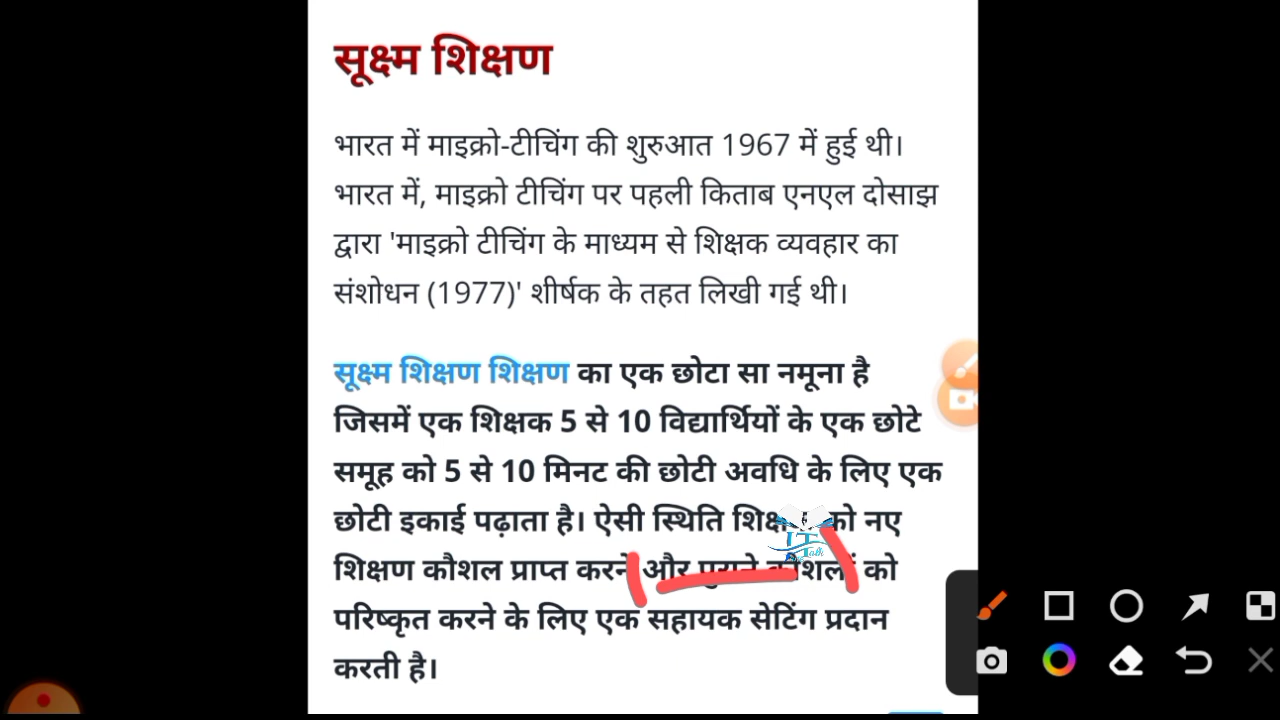 सूक्ष्म शिक्षण
भारत में माइक्रो-टीचिंग की शुरुआत 1967 में हुई थी।
भारत में, माइक्रो टीचिंग पर पहली किताब एनएल दोसाझ
द्वारा 'माइक्रो टीचिंग के माध्यम से शिक्षक व्यवहार का
संशोधन (1977)' शीर्षक के तहत लिखी गई थी।
सूक्ष्म शिक्षण शिक्षण का एक छोटा सा नमूना है
जिसमें एक शिक्षक 5 से 10 विद्यार्थियों के एक छोटे
समूह को 5 से 10 मिनट की छोटी अवधि के लिए एक
छोटी इकाई पढ़ाता है। ऐसी स्थिति को नए
शिक्षण कौशल प्राप्त करने और पुराने कौशलों को
परिष्कृत करने के लिए एक सहायक सेटिंग प्रदान
करती है।